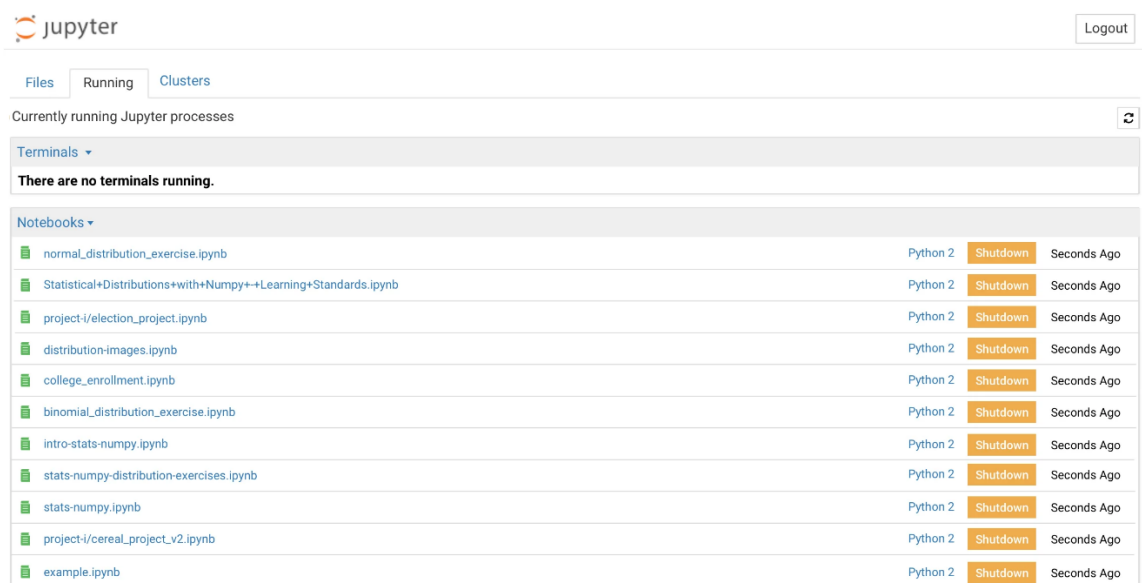 jupyter
Logout
Files Running Clusters
Currently running Jupyter processes
Terminals
There are no terminals running.
Notebooks
normal_distribution_exercise.ipynb Python 2 Shutdown Seconds Ago
Statistical+Distributions+with+Numpy+-+Learning+Standards.ipynb Python 2 Shutdown Seconds Ago
project-i/election_project.ipynb Python 2 Shutdown Seconds Ago
distribution-images.ipynb Python 2 Shutdown Seconds Ago
college_enrollment.ipynb Python 2 Shutdown Seconds Ago
binomial_distribution_exercise.ipynb Python 2 Shutdown Seconds Ago
intro-stats-numpy.ipynb Python 2 Shutdown Seconds Ago
stats-numpy-distribution-exercises.ipynb Python 2 Shutdown Seconds Ago
stats-numpy.ipynb Python 2 Shutdown Seconds Ago
project-i/cereal_project_v2.ipynb Python 2 Shutdown Seconds Ago
example.ipynb Python 2 Shutdown Seconds Ago